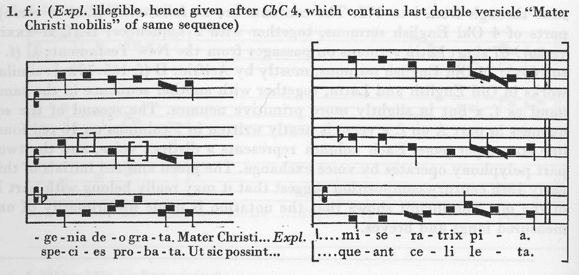 1. f. i (Expl. illegible, hence given after CbC 4, which contains last double versicle "Mater
Christi nobilis" of same sequence)
- ge - nia de - o gra - ta. Mater Christi... Expl.
spe - ci - es pro - ba - ta. Ut sic possint...
1....mi - se - ra - trix pi - a.
....que - ant ce - li le - ta.